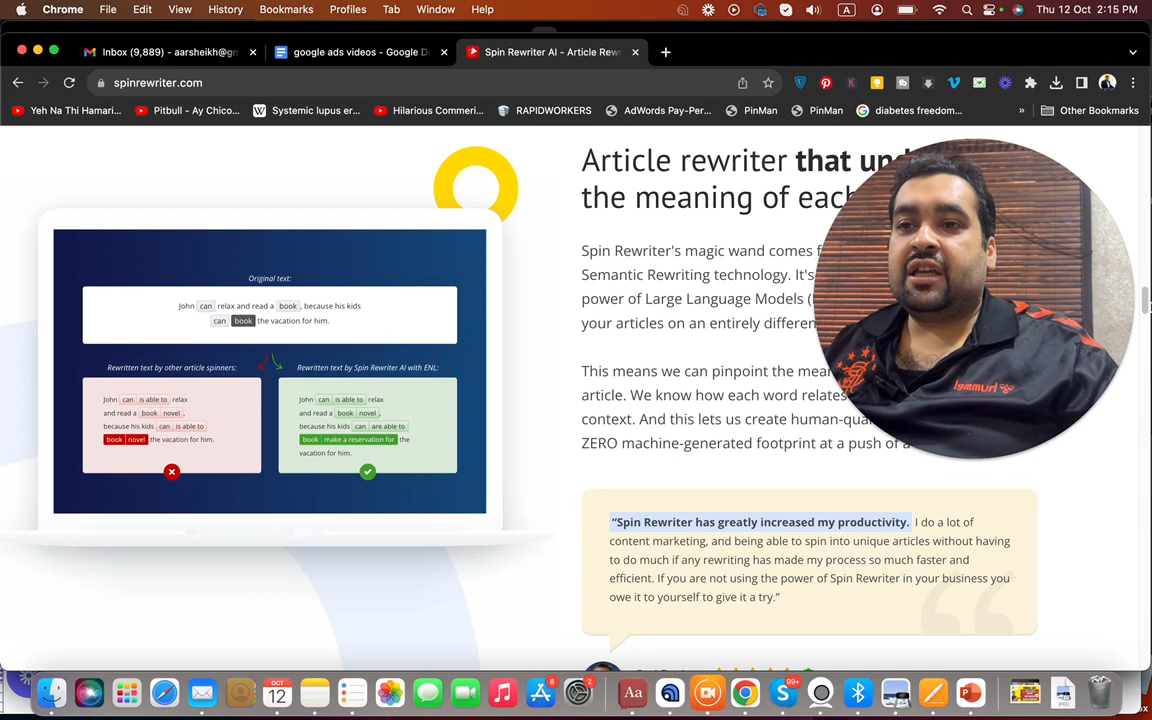 Chrome File Edit View History Bookmarks Profiles Tab Window Help A Thu 12 Oct 2:15 PM
Inbox (9,889) - aarsheikh@gm google ads videos - Google D Spin Rewriter AI - Article Rewr
spinrewriter.com
Yeh Na Thi Hamari... Pitbull - Ay Chico... Systemic lupus er... Hilarious Commeri... RAPIDWORKERS AdWords Pay-Per... PinMan PinMan diabetes freedom... » Other Bookmarks
Article rewriter that un
the meaning of each
Spin Rewriter's magic wand comes
Semantic Rewriting technology. It's
power of Large Language Models
your articles on an entirely differen
This means we can pinpoint the mea
article. We know how each word relates
context. And this lets us create human-qua
ZERO machine-generated footprint at a push of a
Original text:
John can relax and read a book, because his kids
can book the vacation for him.
Rewritten text by other article spinners:
John can is able to relax
and read a book novel,
because his kids can is able to
book novel the vacation for him.
Rewritten text by Spin Rewriter AI with ENL:
John can is able to relax
and read a book novel,
because his kids can are able to
book make a reservation for the
vacation for him.
hummel
“Spin Rewriter has greatly increased my productivity. I do a lot of
content marketing, and being able to spin into unique articles without having
to do much if any rewriting has made my process so much faster and
efficient. If you are not using the power of Spin Rewriter in your business you
owe it to yourself to give it a try.”
OCT
12
Aa
8
2
99+
JPEG